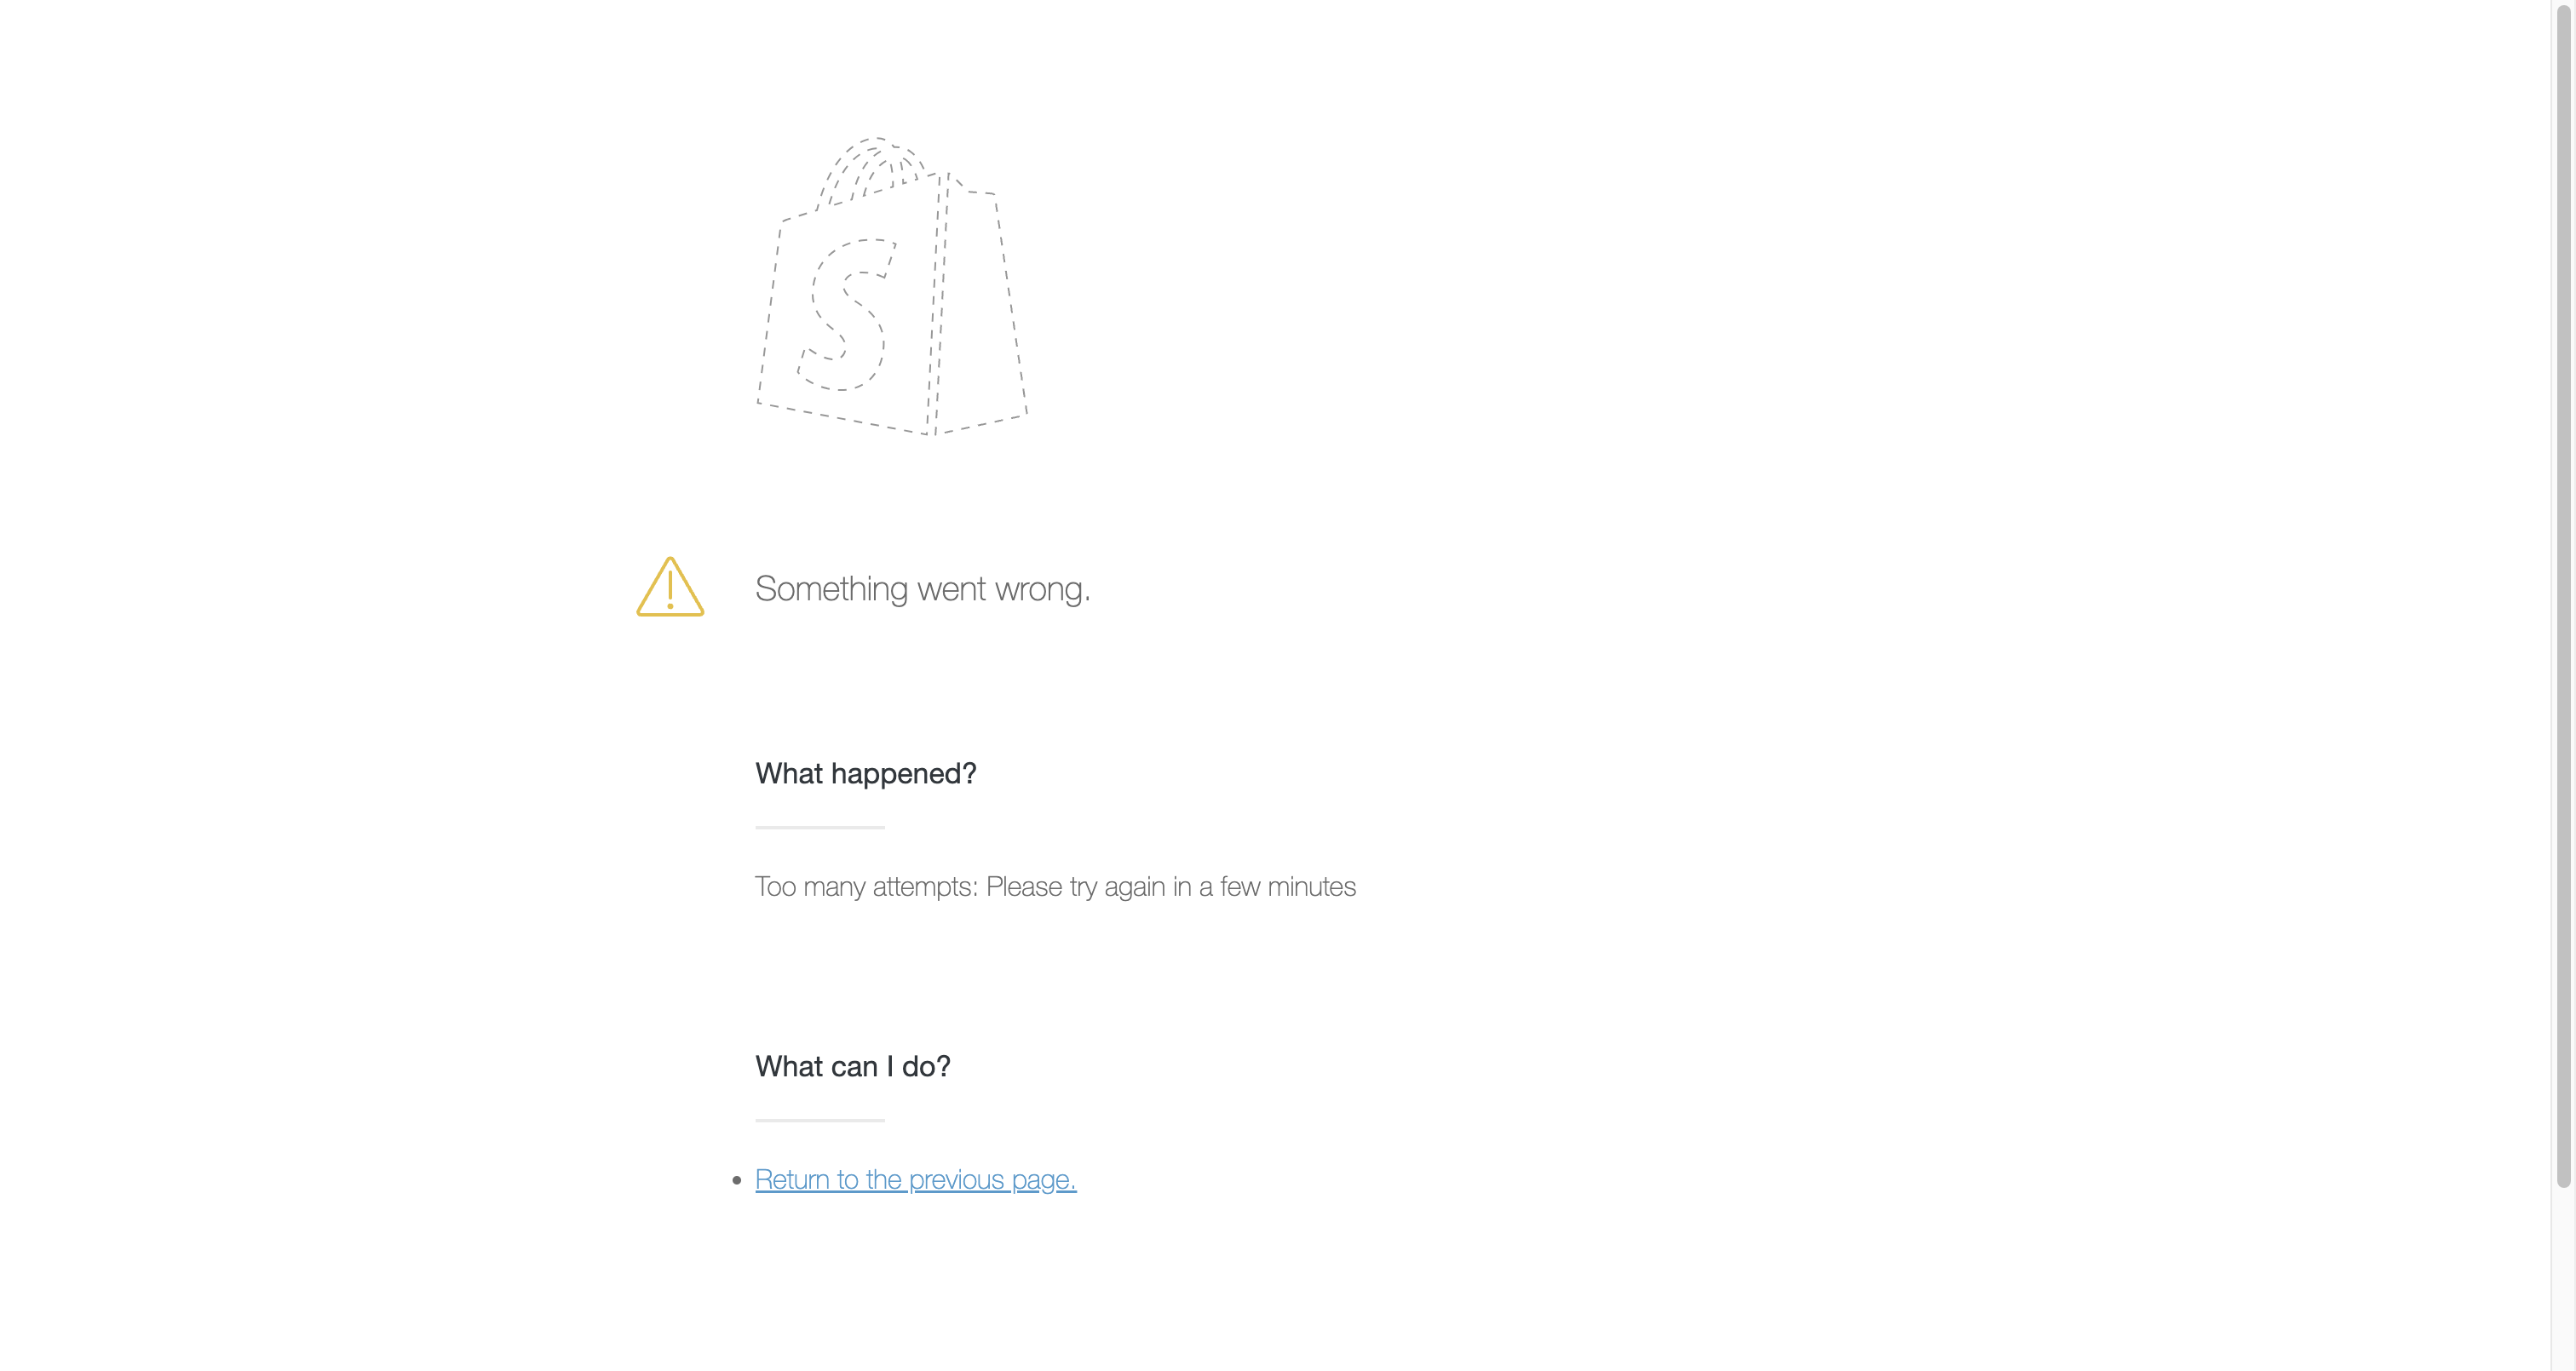 S
Something went wrong.
What happened?
Too many attempts: Please try again in a few minutes
What can I do?
Return to the previous page.